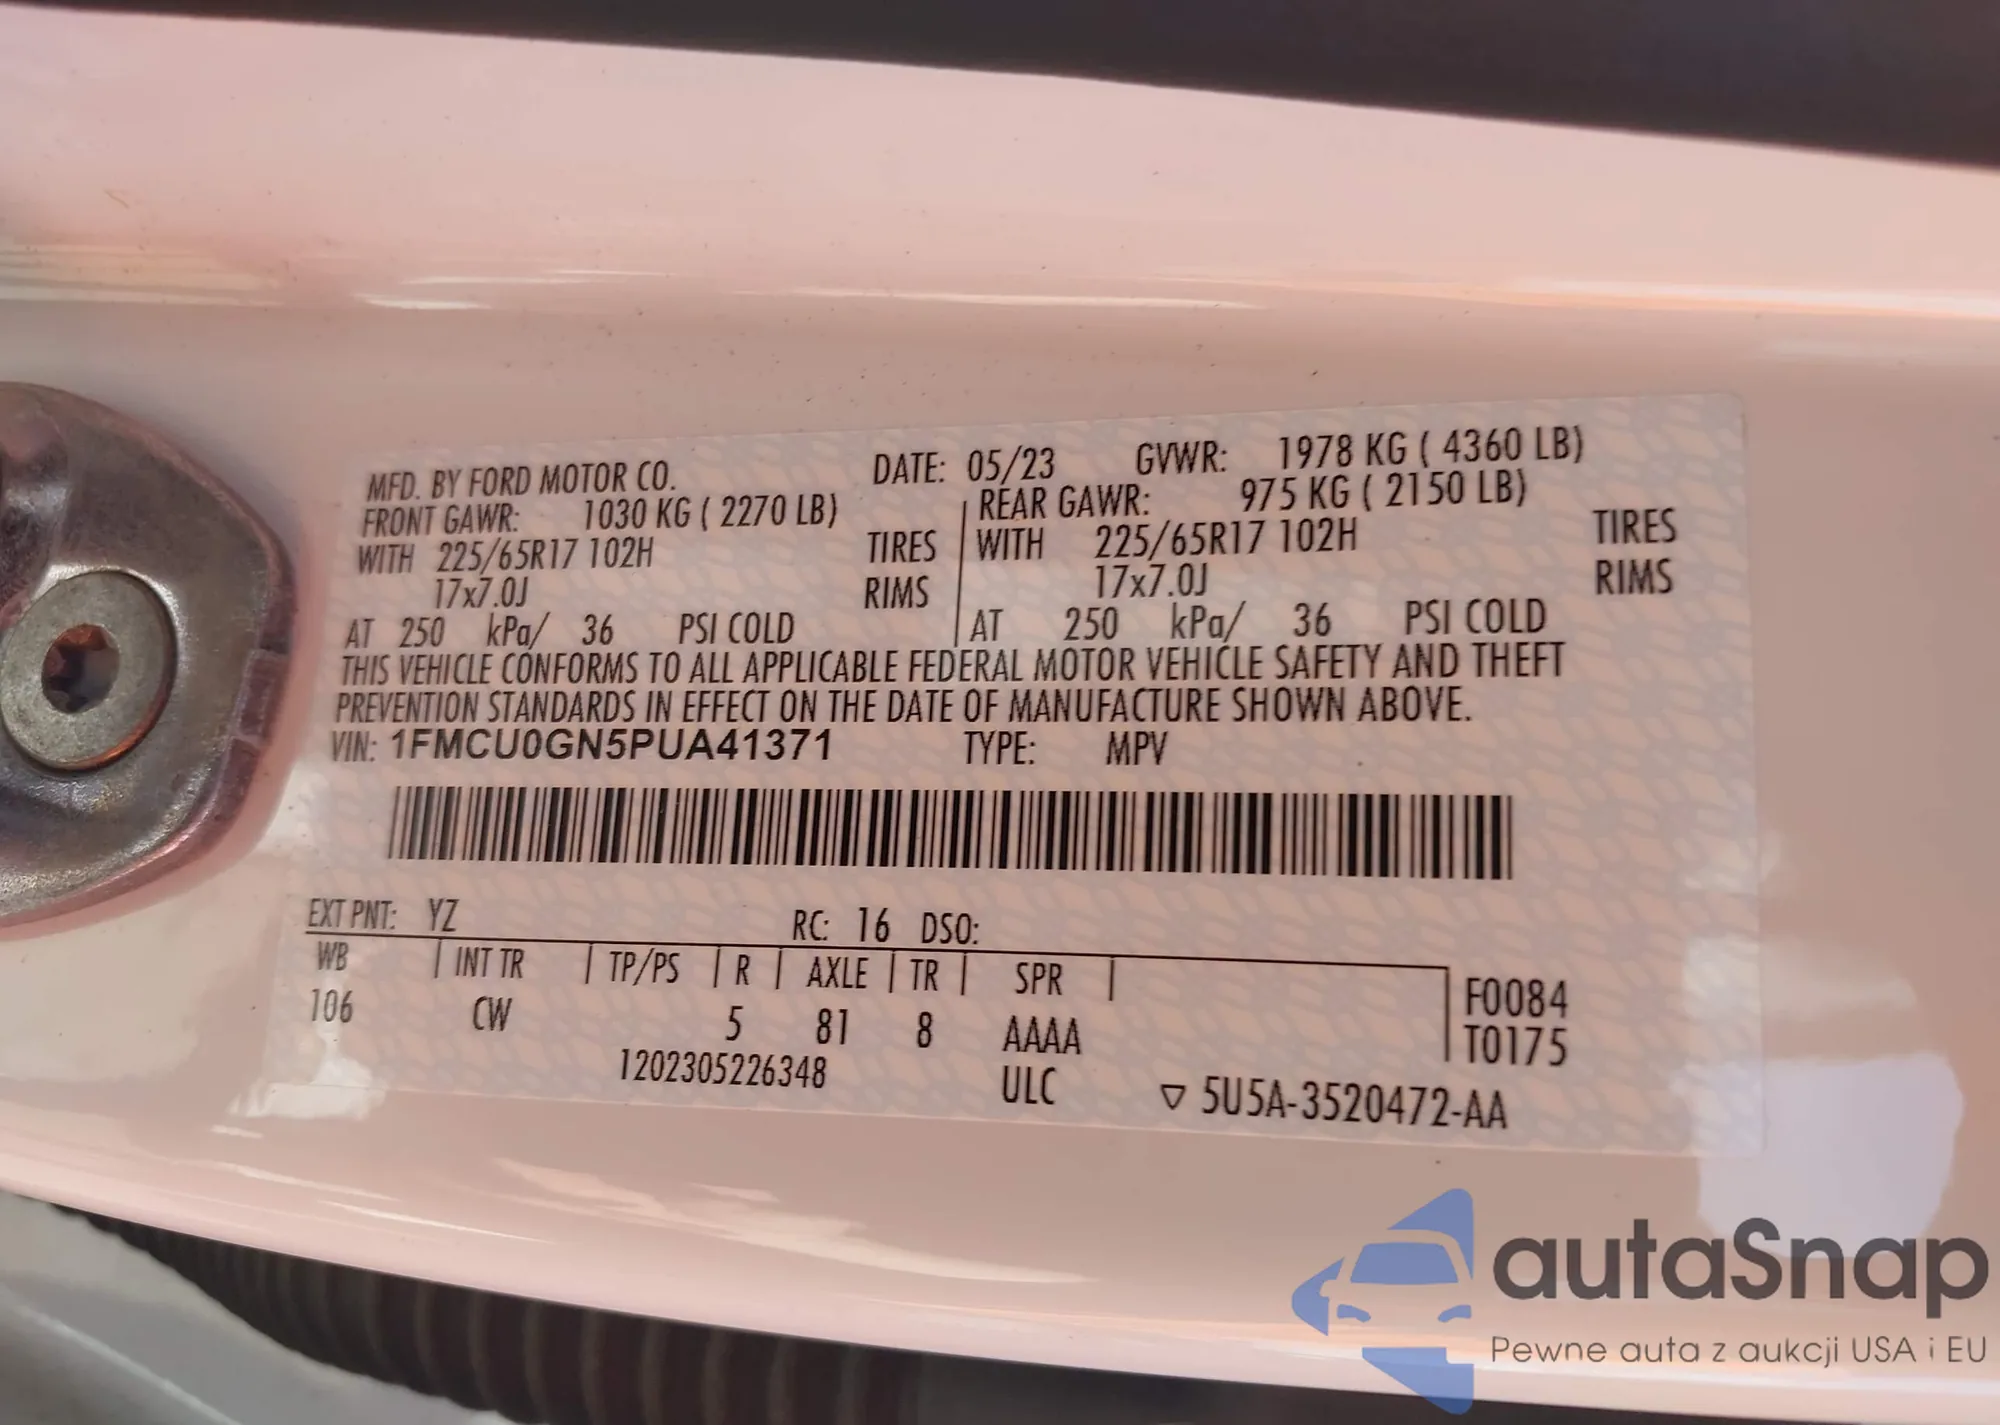 MFD. BY FORD MOTOR CO. DATE: 05/23 GVWR: 1978 KG ( 4360 LB)
FRONT GAWR: 1030 KG ( 2270 LB) REAR GAWR: 975 KG ( 2150 LB)
WITH 225/65R17 102H TIRES WITH 225/65R17 102H TIRES
17x7.0J RIMS 17x7.0J RIMS
AT 250 kPa/ 36 PSI COLD AT 250 kPa/ 36 PSI COLD
THIS VEHICLE CONFORMS TO ALL APPLICABLE FEDERAL MOTOR VEHICLE SAFETY AND THEFT
PREVENTION STANDARDS IN EFFECT ON THE DATE OF MANUFACTURE SHOWN ABOVE.
VIN: 1FMCU0GN5PUA41371 TYPE: MPV
EXT PNT: YZ RC: 16 DSO:
WB INT TR TP/PS R AXLE TR SPR F0084
106 CW 5 81 8 AAAA T0175
1202305226348 ULC ▽ 5U5A-3520472-AA
autaSnap
Pewne auta z aukcji USA i EU